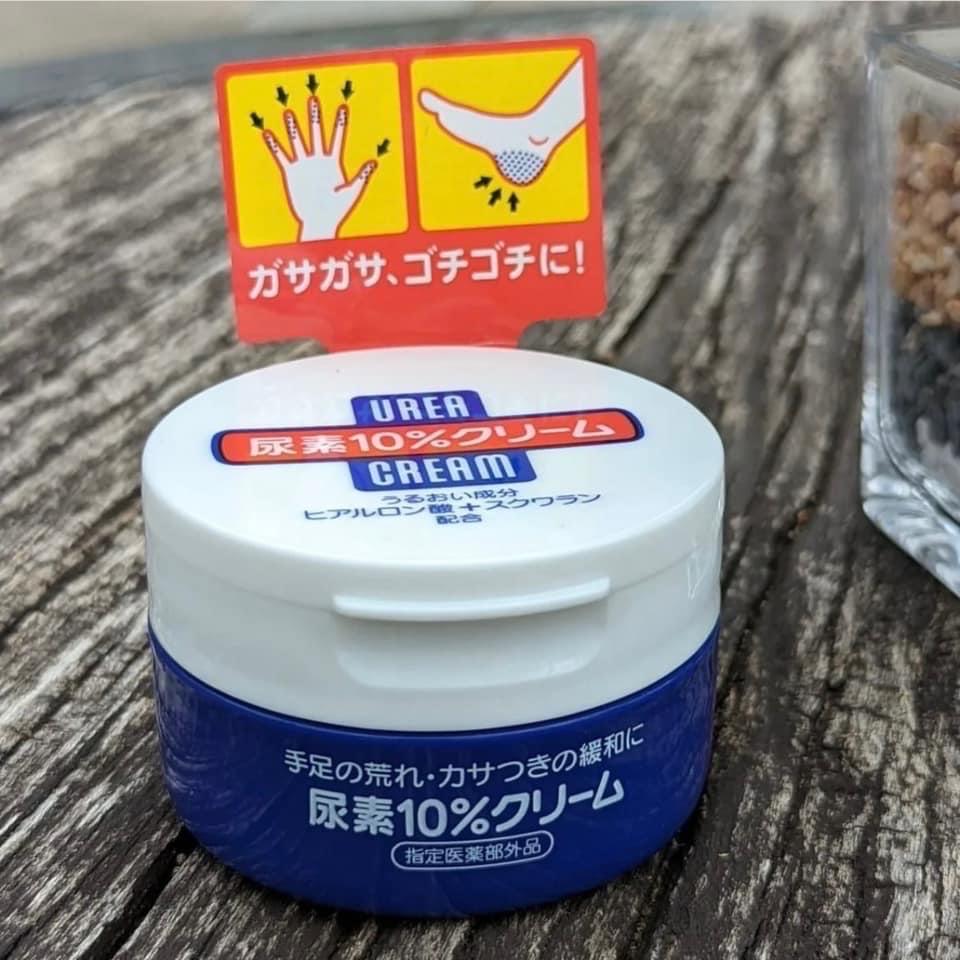 ガサガサ、ゴチゴチに!
UREA
尿素10%クリーム
CREAM
うるおい成分
ヒアルロン酸+スクワラン
配合
手足の荒れ・カサつきの緩和に
尿素10%クリーム
指定医薬部外品